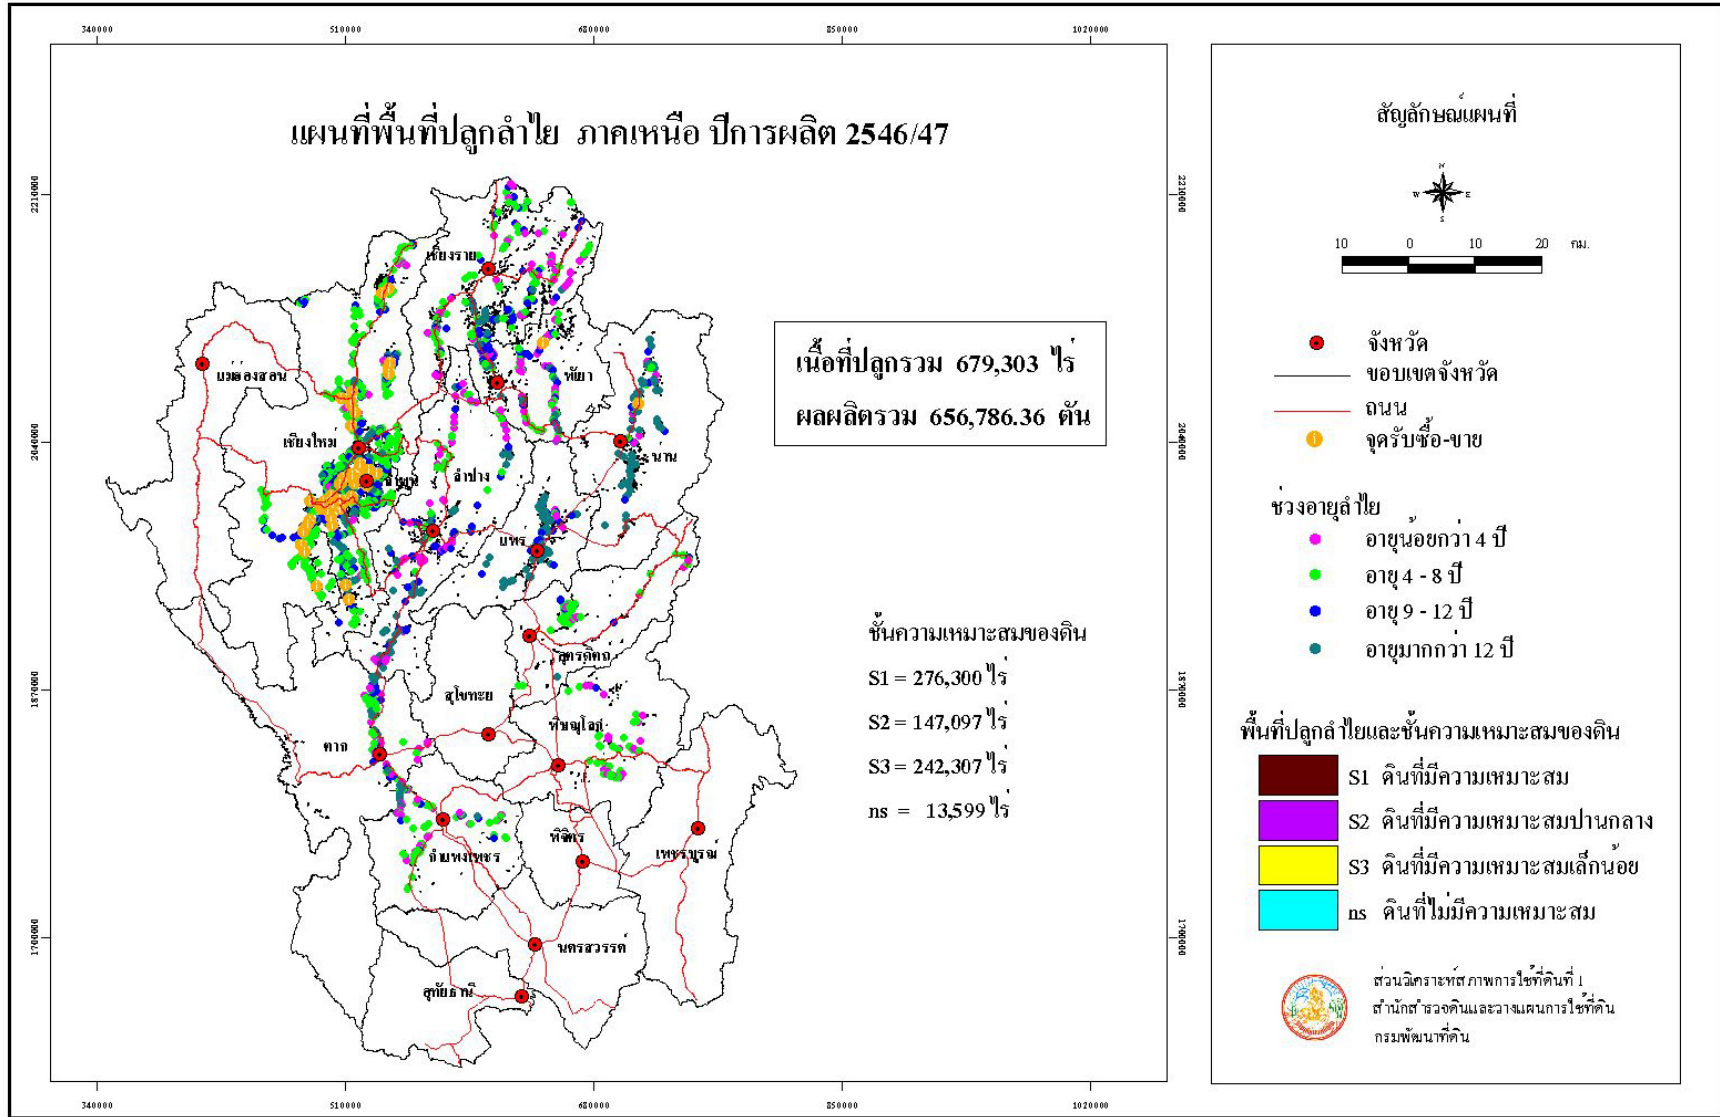 340000 510000 680000 850000 1020000
แผนที่พื้นที่ปลูกลำไย ภาคเหนือ ปีการผลิต 2546/47
2210000 2210000
2040000 2040000
1870000 1870000
1700000 1700000
เชียงราย
แม่ฮ่องสอน
พะเยา
เชียงใหม่
ลำพูน
ลำปาง
น่าน
แพร่
อุตรดิตถ์
สุโขทัย
พิษณุโลก
ตาก
กำแพงเพชร
พิจิตร
เพชรบูรณ์
นครสวรรค์
อุทัยธานี
เนื้อที่ปลูกรวม 679,303 ไร่
ผลผลิตรวม 656,786.36 ตัน
ชั้นความเหมาะสมของดิน
S1 = 276,300 ไร่
S2 = 147,097 ไร่
S3 = 242,307 ไร่
ns = 13,599 ไร่
340000 510000 680000 850000 1020000
สัญลักษณ์แผนที่
N
W E
S
10 0 10 20 กม.
จังหวัด
ขอบเขตจังหวัด
ถนน
จุดรับซื้อ-ขาย
ช่วงอายุลำไย
อายุน้อยกว่า 4 ปี
อายุ 4 - 8 ปี
อายุ 9 - 12 ปี
อายุมากกว่า 12 ปี
พื้นที่ปลูกลำไยและชั้นความเหมาะสมของดิน
S1 ดินที่มีความเหมาะสม
S2 ดินที่มีความเหมาะสมปานกลาง
S3 ดินที่มีความเหมาะสมเล็กน้อย
ns ดินที่ไม่มีความเหมาะสม
ส่วนวิเคราะห์สภาพการใช้ที่ดินที่ 1
สำนักสำรวจดินและวางแผนการใช้ที่ดิน
กรมพัฒนาที่ดิน